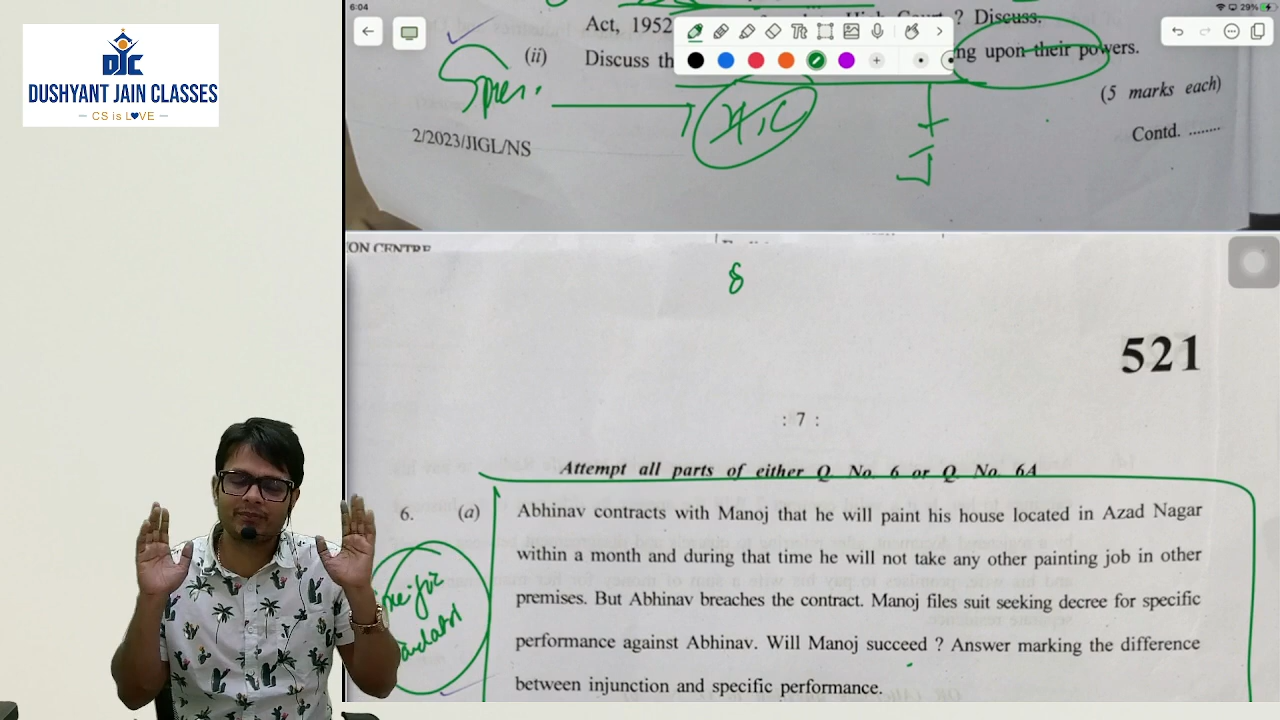 DJC
DUSHYANT JAIN CLASSES
CS is L♥VE
6:04
29%
Act, 1952 ? Discuss.
(ii) Discuss th ng upon their powers.
(5 marks each)
2/2023/JIGL/NS
Contd. ........
ON CENTRE
8
521
: 7 :
Attempt all parts of either Q. No. 6 or Q. No. 6A
6. (a) Abhinav contracts with Manoj that he will paint his house located in Azad Nagar
within a month and during that time he will not take any other painting job in other
premises. But Abhinav breaches the contract. Manoj files suit seeking decree for specific
performance against Abhinav. Will Manoj succeed ? Answer marking the difference
between injunction and specific performance.